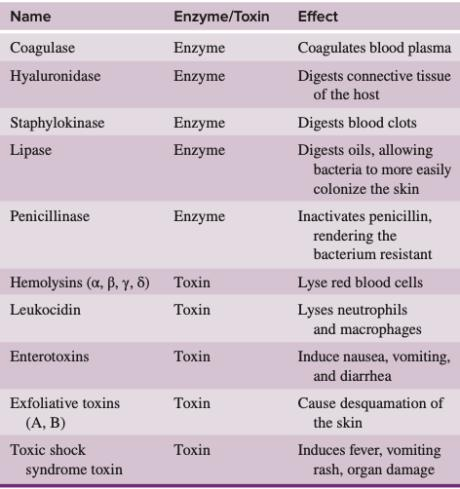 Name Enzyme/Toxin Effect
Coagulase Enzyme Coagulates blood plasma
Hyaluronidase Enzyme Digests connective tissue
of the host
Staphylokinase Enzyme Digests blood clots
Lipase Enzyme Digests oils, allowing
bacteria to more easily
colonize the skin
Penicillinase Enzyme Inactivates penicillin,
rendering the
bacterium resistant
Hemolysins (α, β, γ, δ) Toxin Lyse red blood cells
Leukocidin Toxin Lyses neutrophils
and macrophages
Enterotoxins Toxin Induce nausea, vomiting,
and diarrhea
Exfoliative toxins Toxin Cause desquamation of
(A, B) the skin
Toxic shock Toxin Induces fever, vomiting
syndrome toxin rash, organ damage